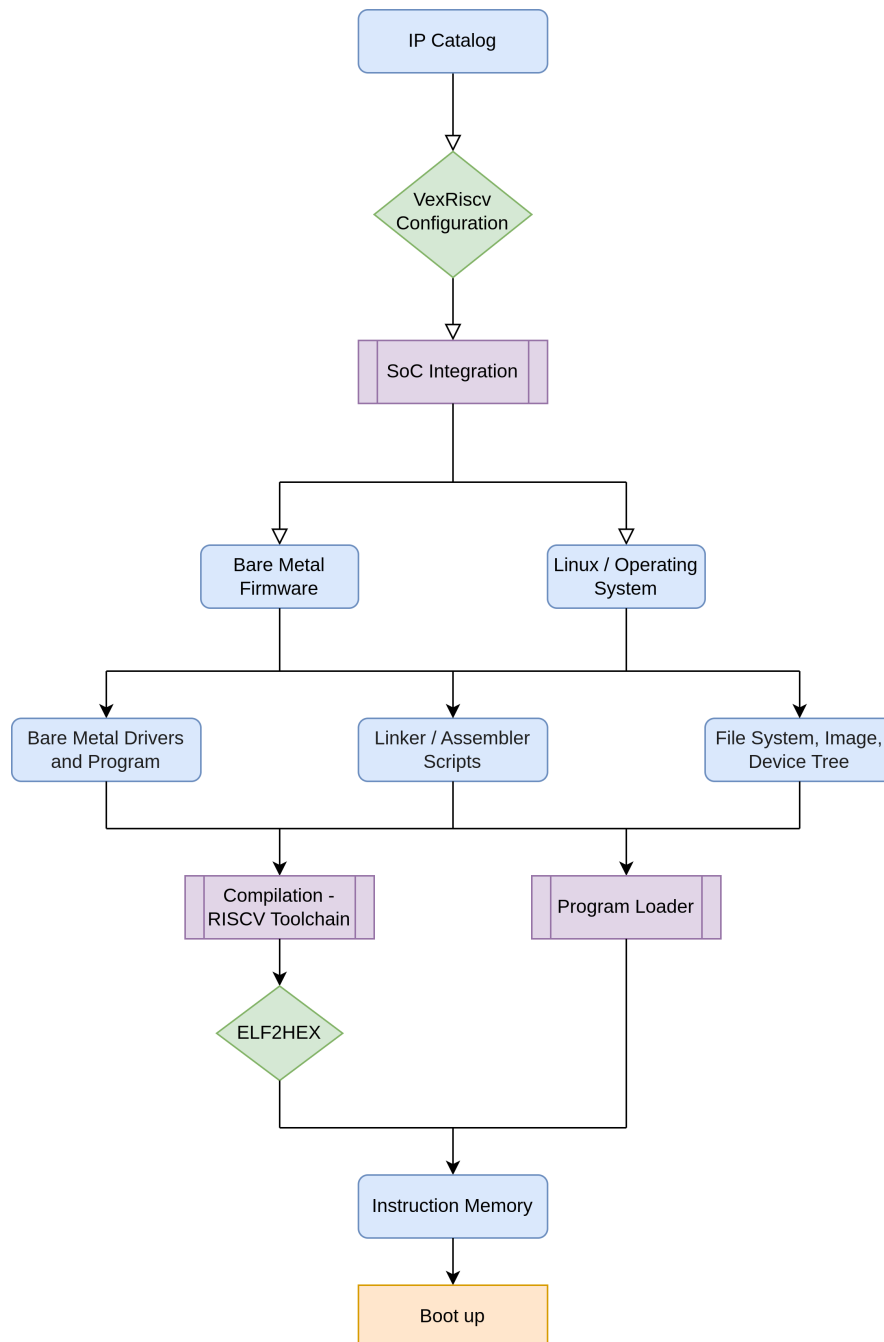 IP Catalog
VexRiscv
Configuration
SoC Integration
Bare Metal
Firmware
Linux / Operating
System
Bare Metal Drivers
and Program
Linker / Assembler
Scripts
File System, Image,
Device Tree
Compilation -
RISCV Toolchain
Program Loader
ELF2HEX
Instruction Memory
Boot up